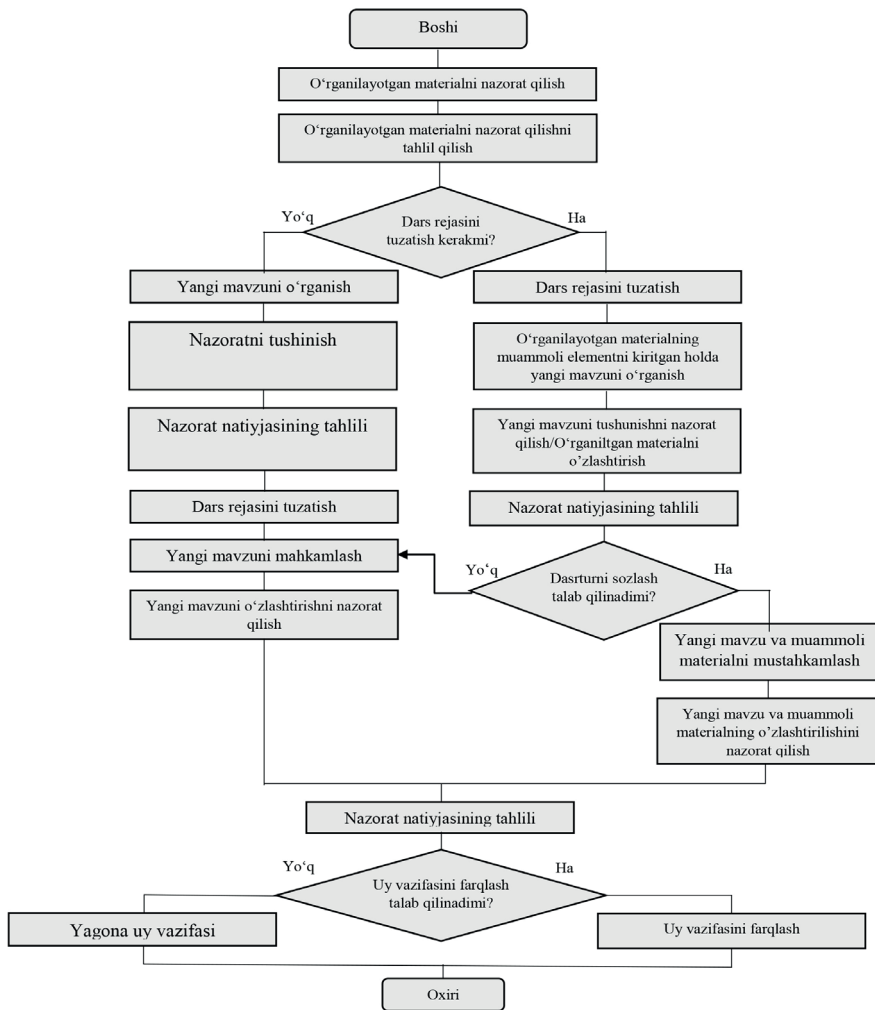 Boshi
O‘rganilayotgan materialni nazorat qilish
O‘rganilayotgan materialni nazorat qilishni
tahlil qilish
Yo‘q
Ha
Dars rejasini
tuzatish kerakmi?
Yangi mavzuni o‘rganish
Dars rejasini tuzatish
Nazoratni tushinish
O‘rganilayotgan materialning
muammoli elementni kiritgan holda
yangi mavzuni o‘rganish
Nazorat natiyjasining tahlili
Yangi mavzuni tushunishni nazorat
qilish/O‘rganiltgan materialni
o’zlashtirish
Dars rejasini tuzatish
Nazorat natiyjasining tahlili
Yangi mavzuni mahkamlash
Yo‘q
Ha
Dasrturni sozlash
talab qilinadimi?
Yangi mavzuni o‘zlashtirishni nazorat
qilish
Yangi mavzu va muammoli
materialni mustahkamlash
Yangi mavzu va muammoli
materialning o’zlashtirilishini
nazorat qilish
Nazorat natiyjasining tahlili
Yo‘q
Ha
Uy vazifasini farqlash
talab qilinadimi?
Yagona uy vazifasi
Uy vazifasini farqlash
Oxiri